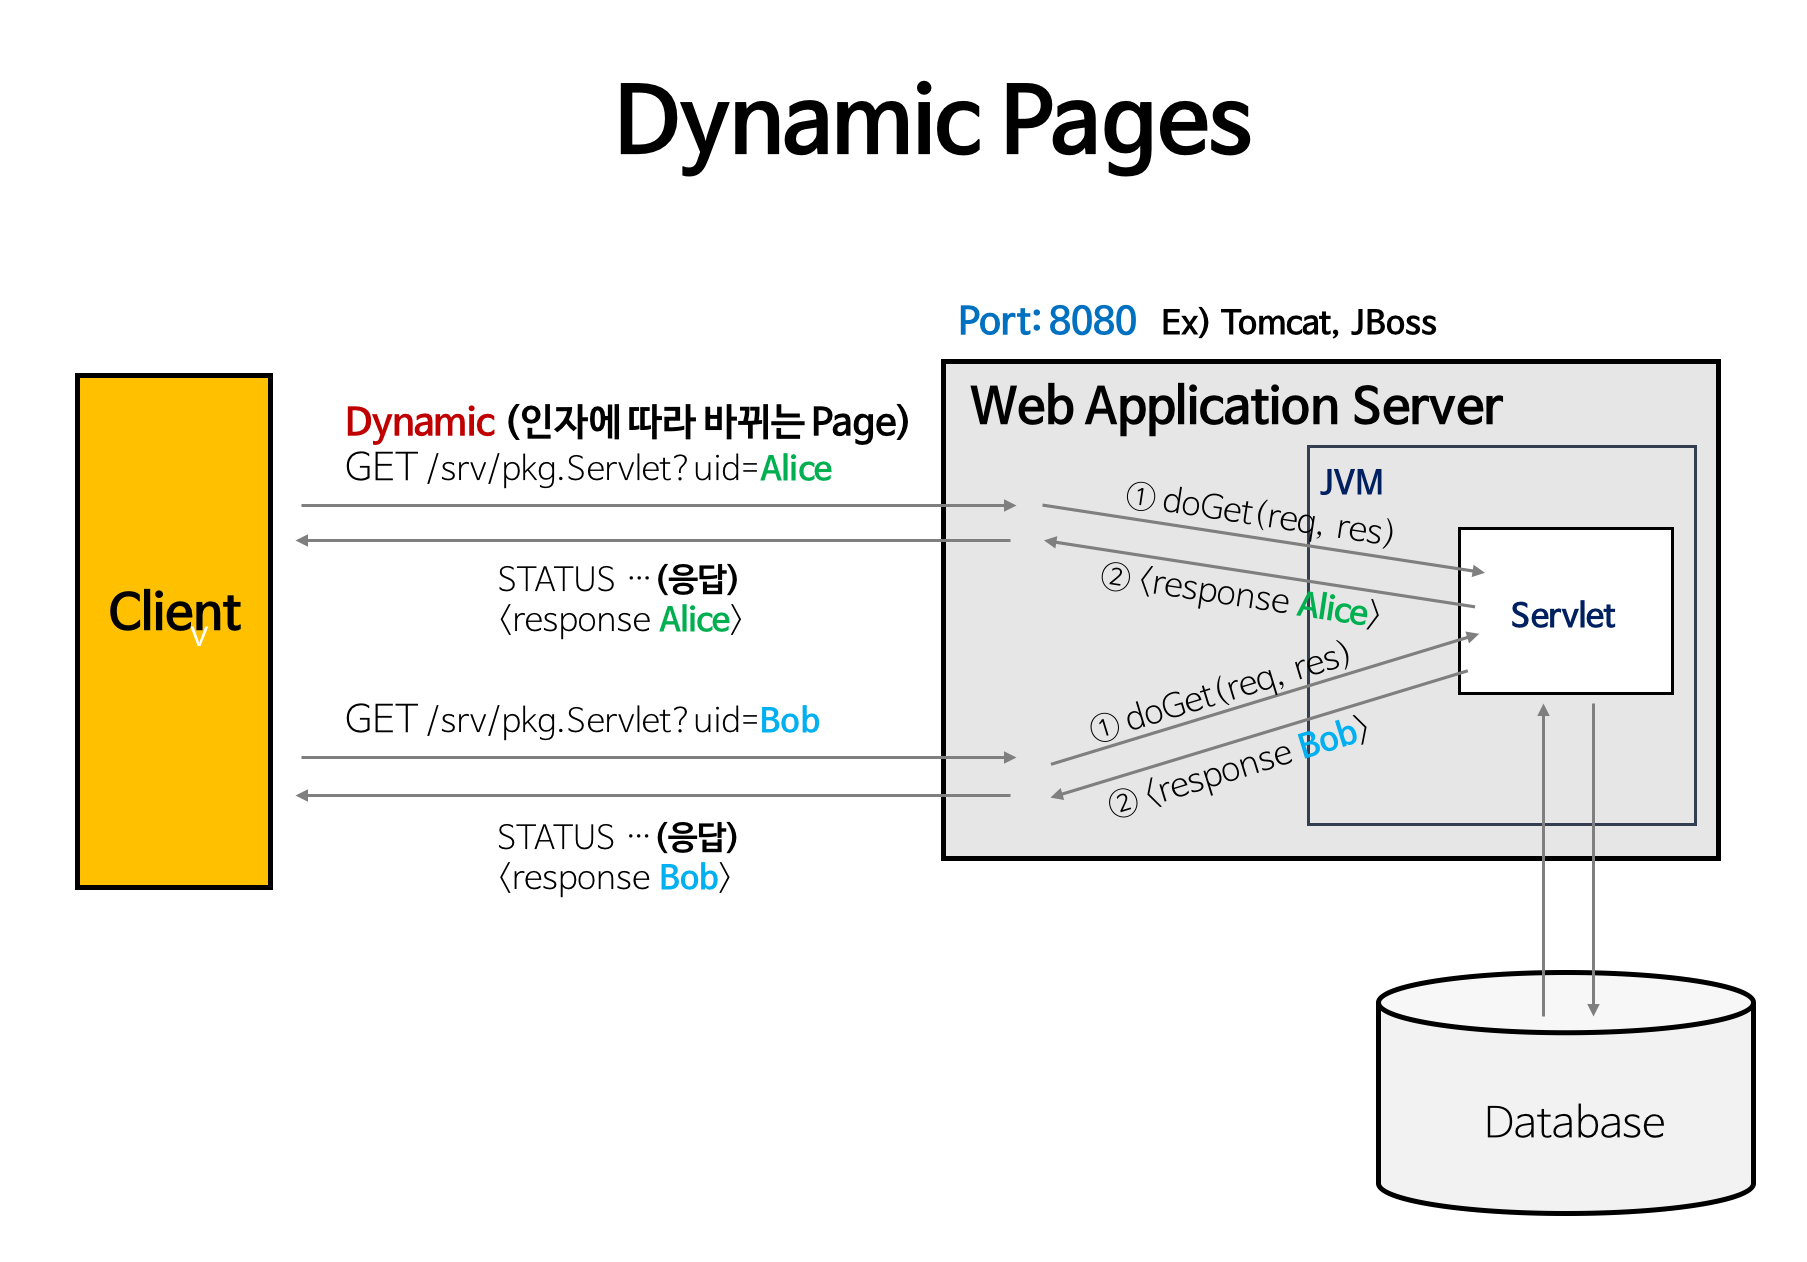 Dynamic Pages
Port: 8080 Ex) Tomcat, JBoss
Web Application Server
Dynamic (인자에 따라 바뀌는 Page)
GET /srv/pkg.Servlet?uid=Alice
STATUS … (응답)
〈response Alice〉
GET /srv/pkg.Servlet?uid=Bob
STATUS … (응답)
〈response Bob〉
Client
V
JVM
① doGet(req, res)
② 〈response Alice〉
① doGet(req, res)
② 〈response Bob〉
Servlet
Database